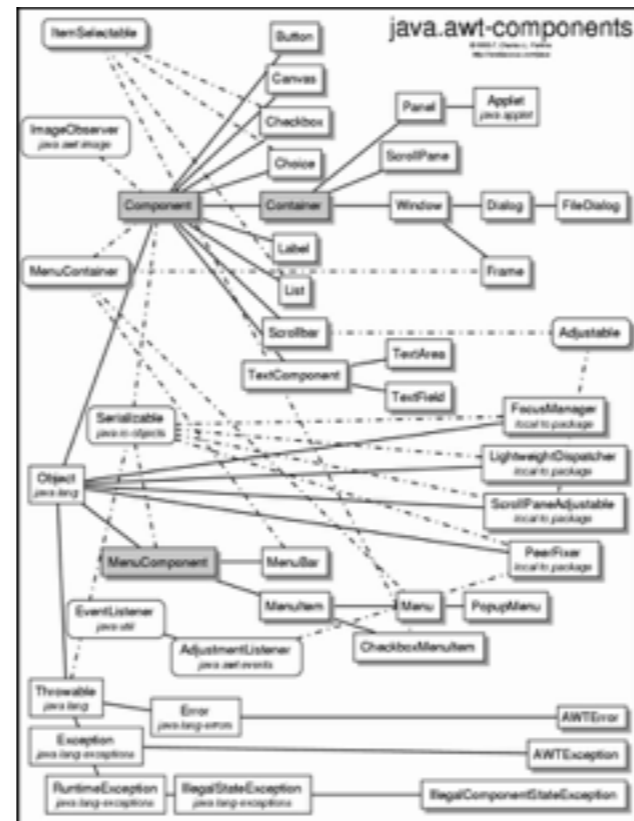 java.awt-components
ItemSelectable
Button
Canvas
Checkbox
Panel
Applet
java.applet
ImageObserver
java.awt.image
Choice
ScrollPane
Component
Container
Window
Dialog
FileDialog
Label
MenuContainer
List
Frame
Scrollbar
Adjustable
TextComponent
TextArea
TextField
Serializable
java.io-objects
FocusManager
local to package
LightweightDispatcher
local to package
Object
java.lang
ScrollPaneAdjustable
local to package
MenuComponent
MenuBar
PeerFixer
local to package
EventListener
java.util
MenuItem
Menu
PopupMenu
AdjustmentListener
java.awt.events
CheckboxMenuItem
Throwable
java.lang
Error
java.lang-errors
AWTError
Exception
java.lang-exceptions
AWTException
RuntimeException
java.lang-exceptions
IllegalStateException
java.lang-exceptions
IllegalComponentStateException